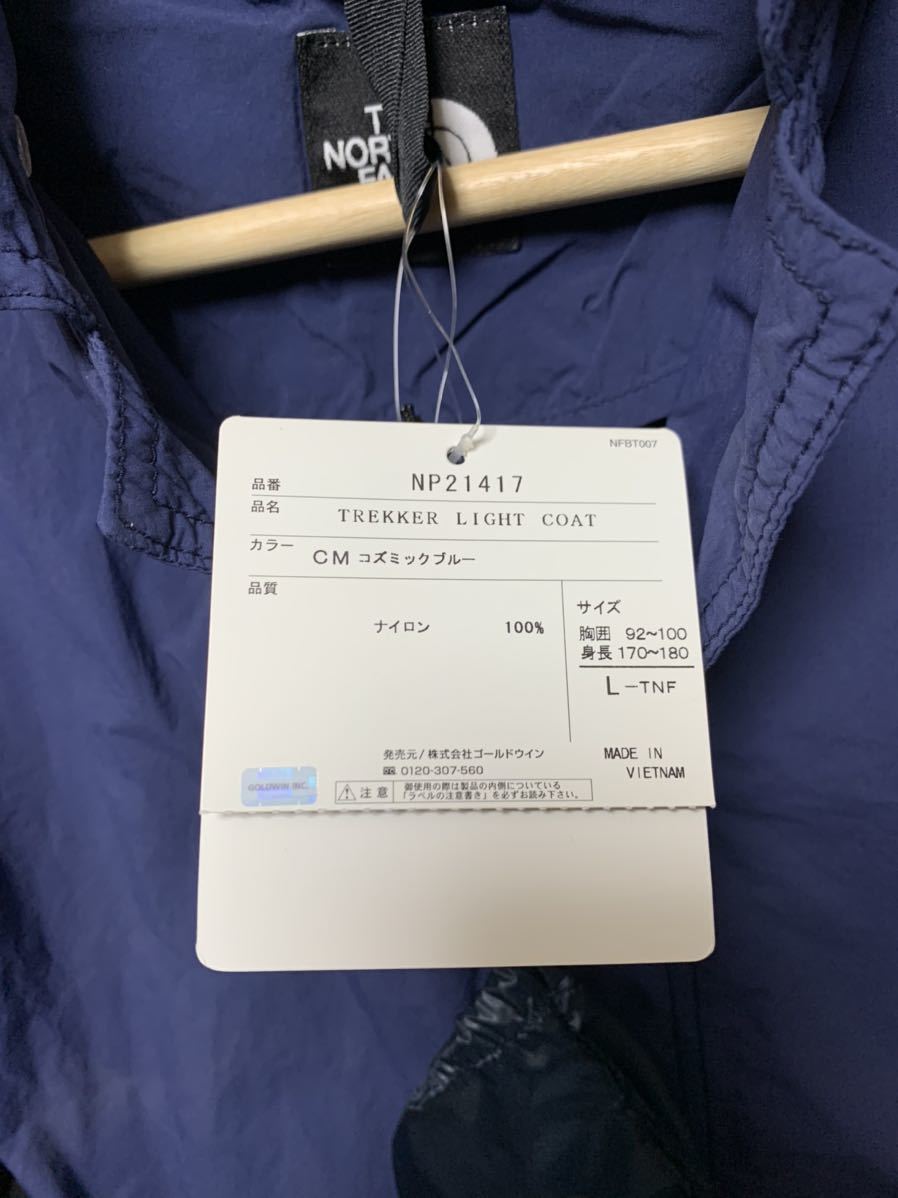 T
NOR
FA
NFBT007
品番 NP21417
品名 TREKKER LIGHT COAT
カラー CM コズミックブルー
品質
ナイロン 100%
サイズ
胸囲 92~100
身長 170~180
L-TNF
発売元/株式会社ゴールドウイン
0120-307-560
MADE IN
VIETNAM
GOLDWIN INC.
注意 御使用の際は製品の内側についている
「ラベルの注意書き」を必ずお読み下さい。